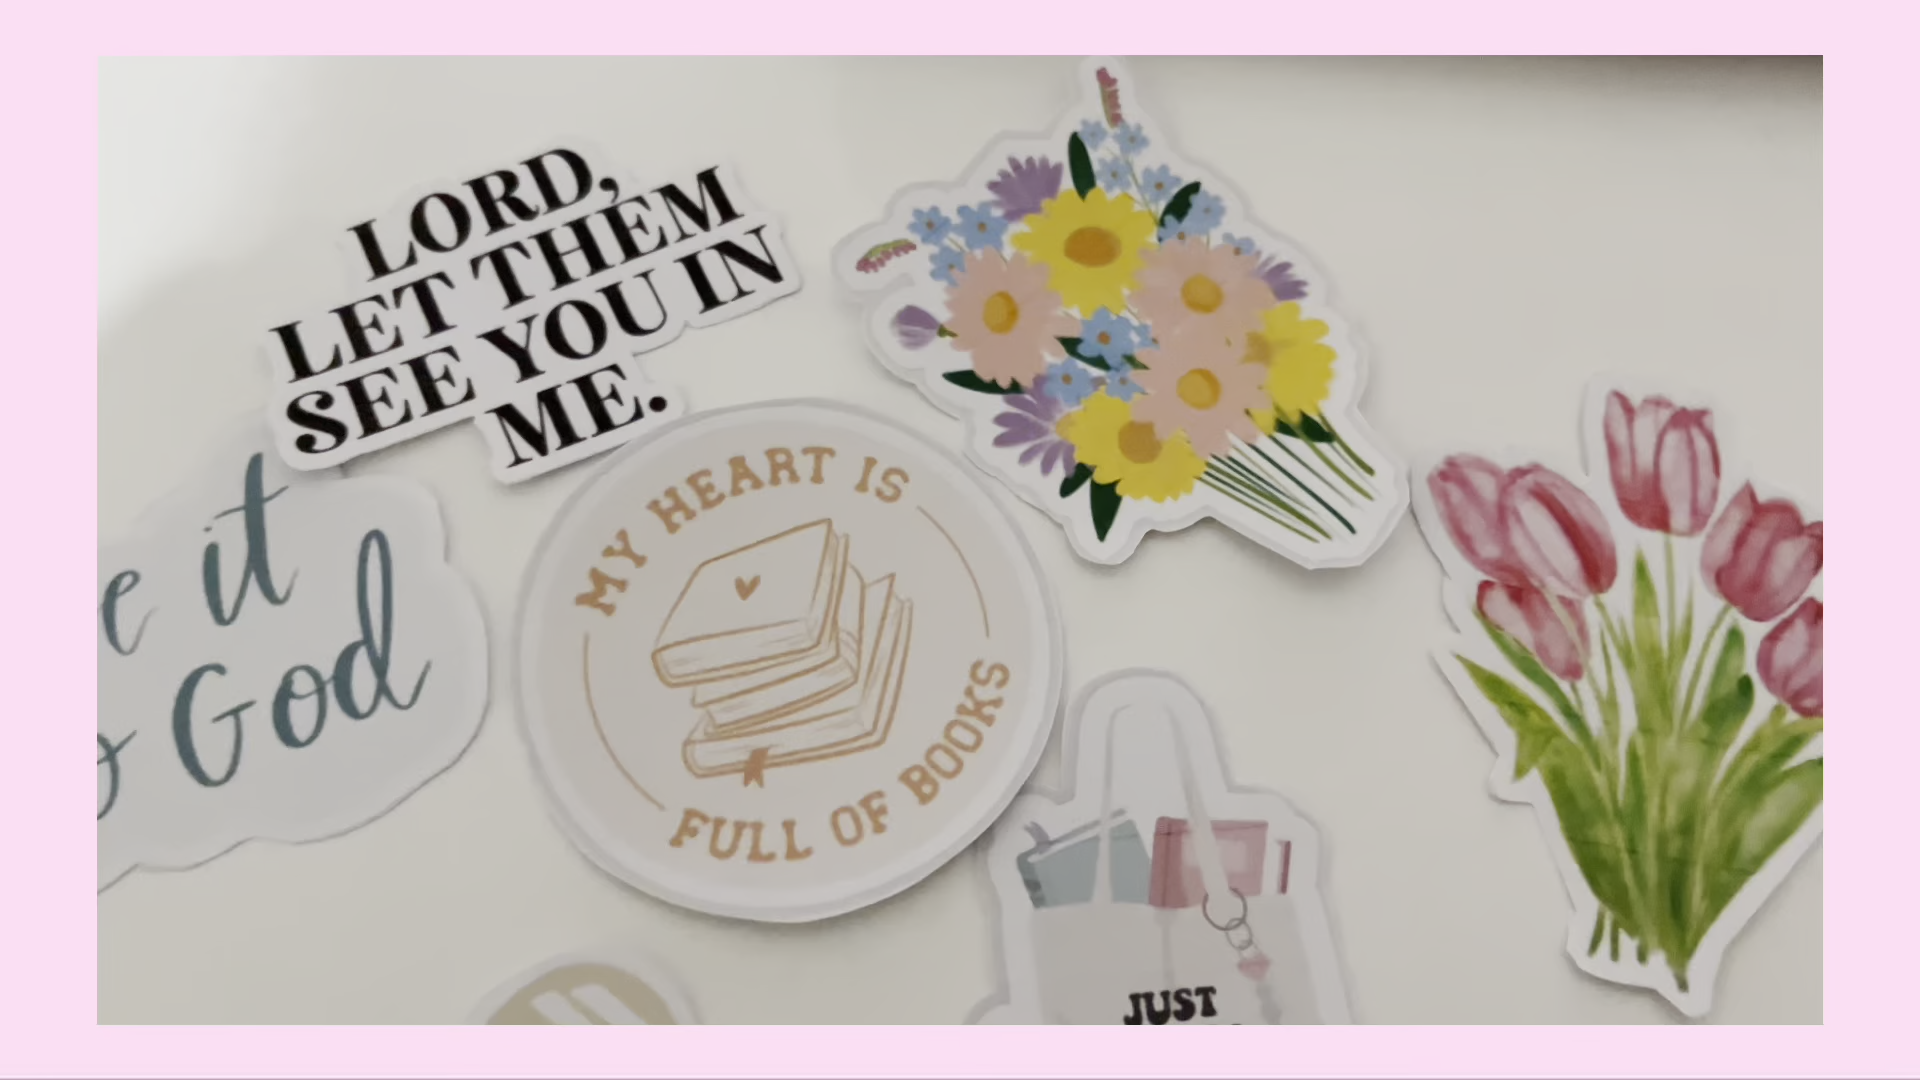 LORD,
LET THEM
SEE YOU IN
ME.
it
God
MY HEART IS
FULL OF BOOKS
JUST